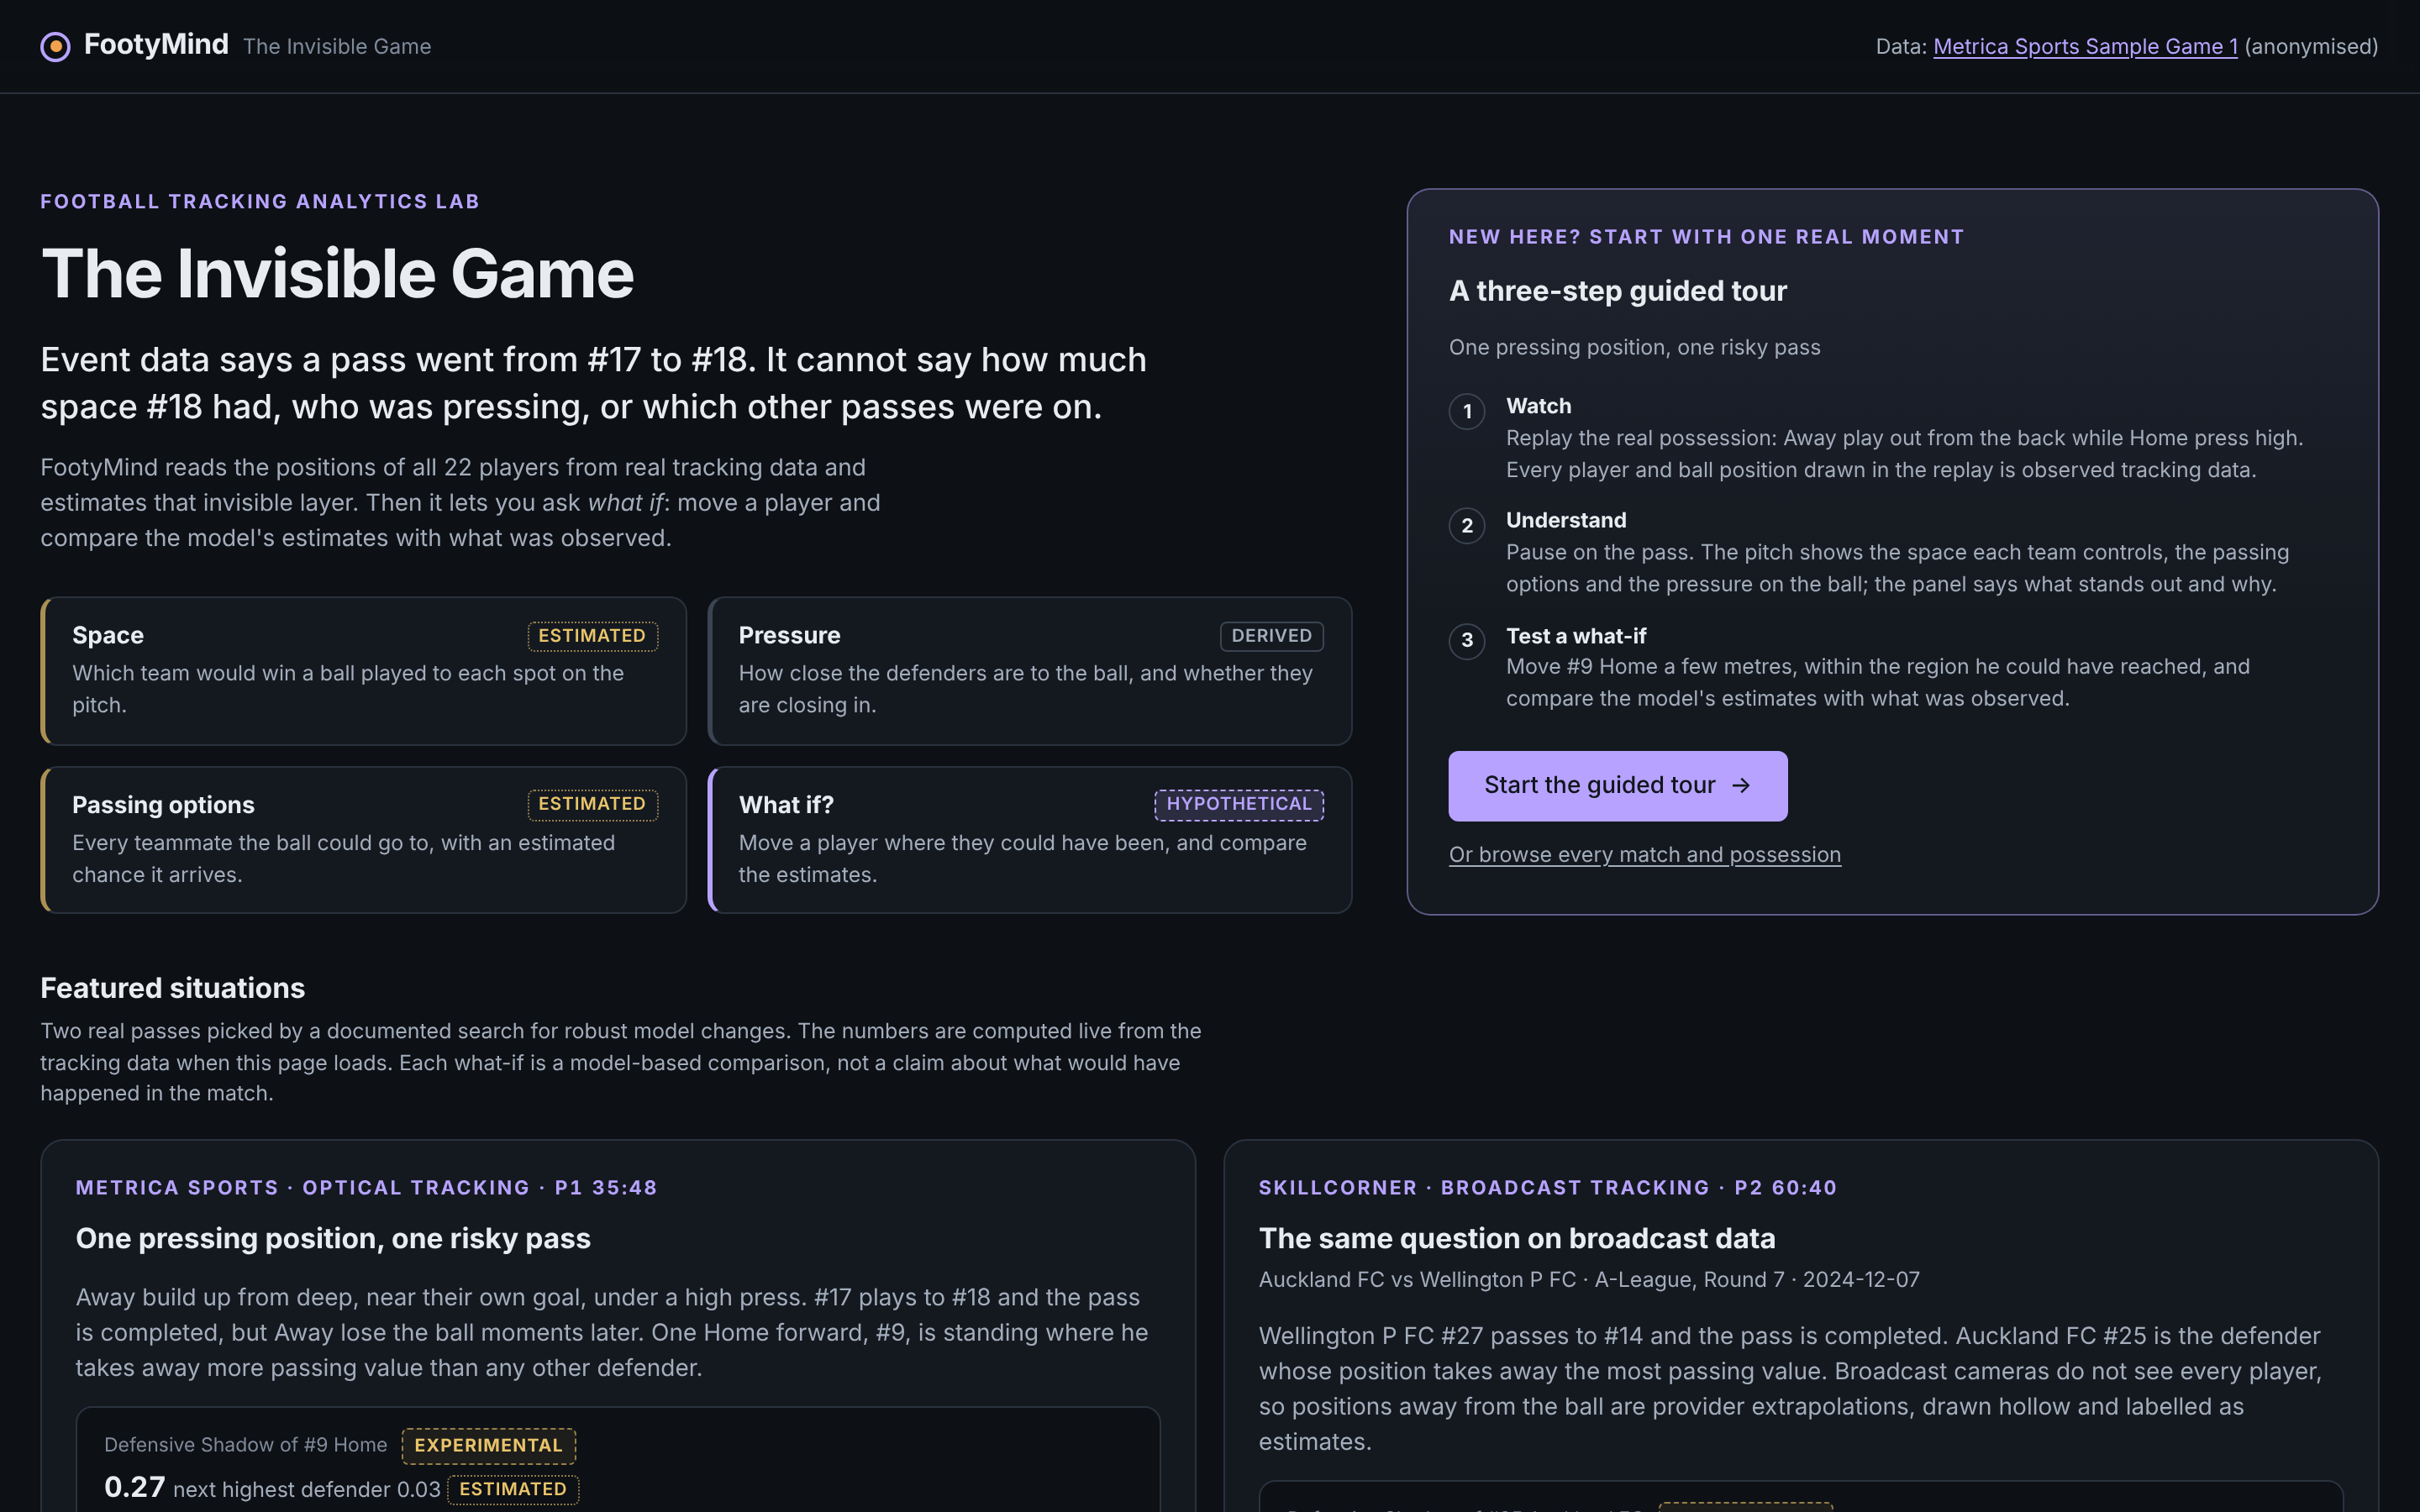 FootyMind The Invisible Game
Data: Metrica Sports Sample Game 1 (anonymised)
FOOTBALL TRACKING ANALYTICS LAB
The Invisible Game
Event data says a pass went from #17 to #18. It cannot say how much
space #18 had, who was pressing, or which other passes were on.
FootyMind reads the positions of all 22 players from real tracking data and
estimates that invisible layer. Then it lets you ask what if: move a player and
compare the model's estimates with what was observed.
Space ESTIMATED
Which team would win a ball played to each spot on the
pitch.
Pressure DERIVED
How close the defenders are to the ball, and whether they
are closing in.
Passing options ESTIMATED
Every teammate the ball could go to, with an estimated
chance it arrives.
What if? HYPOTHETICAL
Move a player where they could have been, and compare
the estimates.
NEW HERE? START WITH ONE REAL MOMENT
A three-step guided tour
One pressing position, one risky pass
1 Watch
Replay the real possession: Away play out from the back while Home press high.
Every player and ball position drawn in the replay is observed tracking data.
2 Understand
Pause on the pass. The pitch shows the space each team controls, the passing
options and the pressure on the ball; the panel says what stands out and why.
3 Test a what-if
Move #9 Home a few metres, within the region he could have reached, and
compare the model's estimates with what was observed.
Start the guided tour →
Or browse every match and possession
Featured situations
Two real passes picked by a documented search for robust model changes. The numbers are computed live from the
tracking data when this page loads. Each what-if is a model-based comparison, not a claim about what would have
happened in the match.
METRICA SPORTS · OPTICAL TRACKING · P1 35:48
One pressing position, one risky pass
Away build up from deep, near their own goal, under a high press. #17 plays to #18 and the pass
is completed, but Away lose the ball moments later. One Home forward, #9, is standing where he
takes away more passing value than any other defender.
Defensive Shadow of #9 Home EXPERIMENTAL
0.27 next highest defender 0.03 ESTIMATED
SKILLCORNER · BROADCAST TRACKING · P2 60:40
The same question on broadcast data
Auckland FC vs Wellington P FC · A-League, Round 7 · 2024-12-07
Wellington P FC #27 passes to #14 and the pass is completed. Auckland FC #25 is the defender
whose position takes away the most passing value. Broadcast cameras do not see every player,
so positions away from the ball are provider extrapolations, drawn hollow and labelled as
estimates.